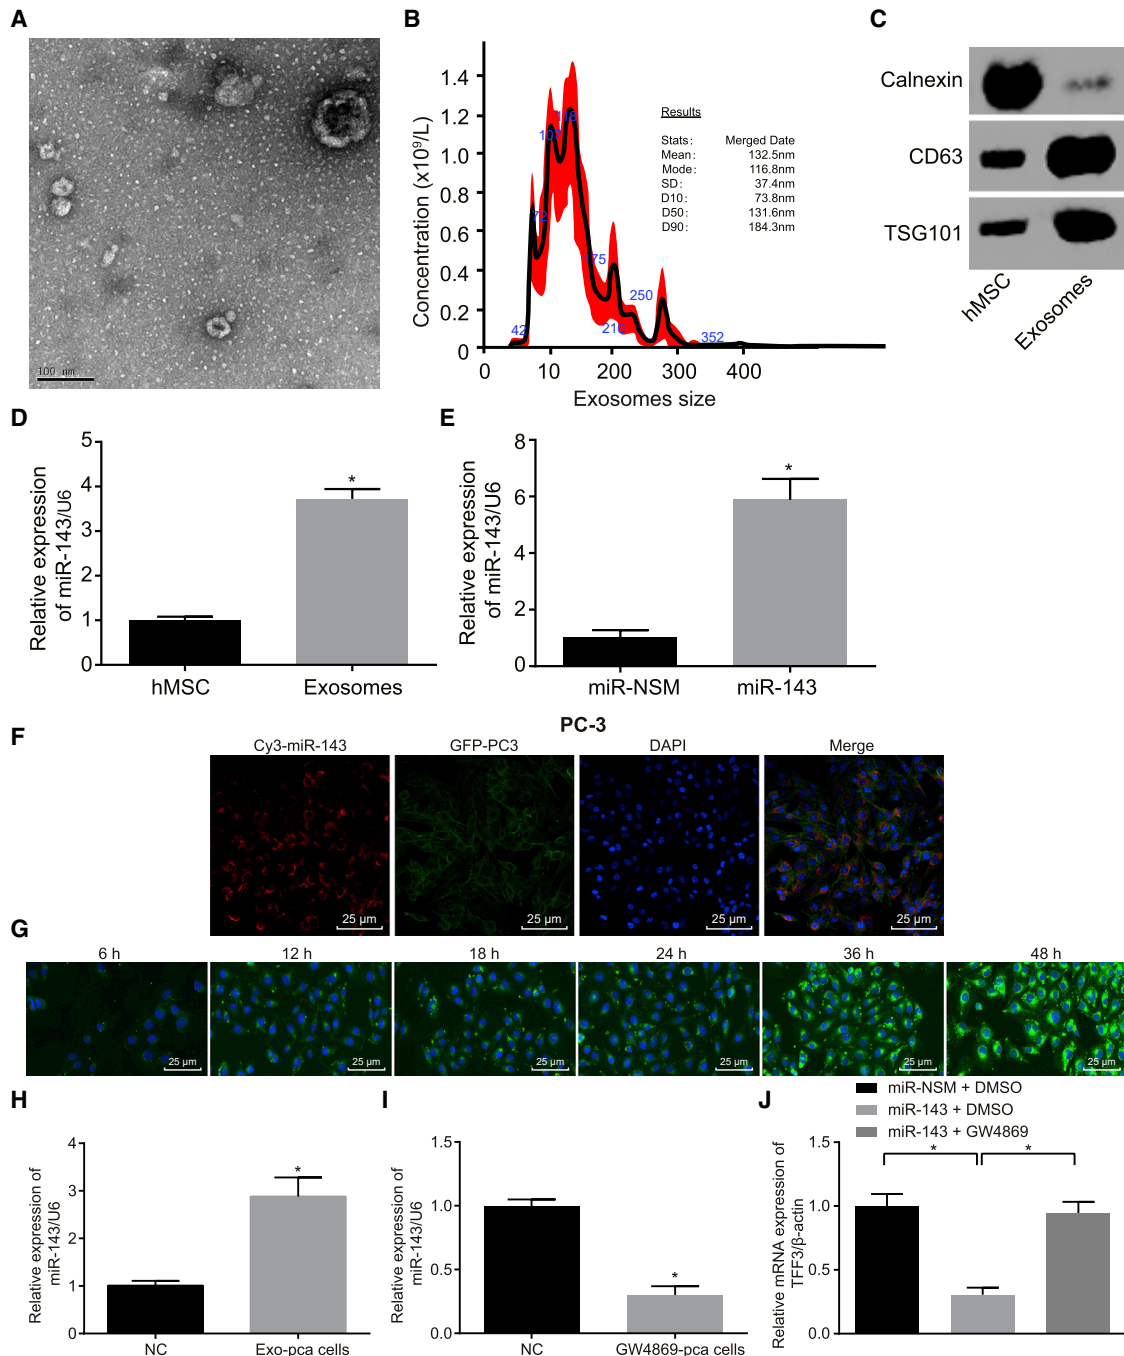 A
100 nm
B
Concentration (x10⁹/L)
1.4
1.2
1.0
0.8
0.6
0.4
0.2
0
0 10 200 300 400
Exosomes size
42
72
175
210
250
352
Results
Stats: Merged Date
Mean: 132.5nm
Mode: 116.8nm
SD: 37.4nm
D10: 73.8nm
D50: 131.6nm
D90: 184.3nm
C
Calnexin
CD63
TSG101
hMSC
Exosomes
D
Relative expression
of miR-143/U6
5
4
3
2
1
0
*
hMSC Exosomes
E
Relative expression
of miR-143/U6
8
6
4
2
0
*
miR-NSM miR-143
PC-3
F
Cy3-miR-143 GFP-PC3 DAPI Merge
25 μm 25 μm 25 μm 25 μm
G
6 h 12 h 18 h 24 h 36 h 48 h
25 μm 25 μm 25 μm 25 μm 25 μm 25 μm
H
Relative expression of
miR-143/U6
4
3
2
1
0
*
NC Exo-pca cells
I
Relative expression of
miR-143/U6
1.5
1.0
0.5
0.0
*
NC GW4869-pca cells
J
miR-NSM + DMSO
miR-143 + DMSO
miR-143 + GW4869
Relative mRNA expression of
TFF3/β-actin
1.5
1.0
0.5
0.0
* *